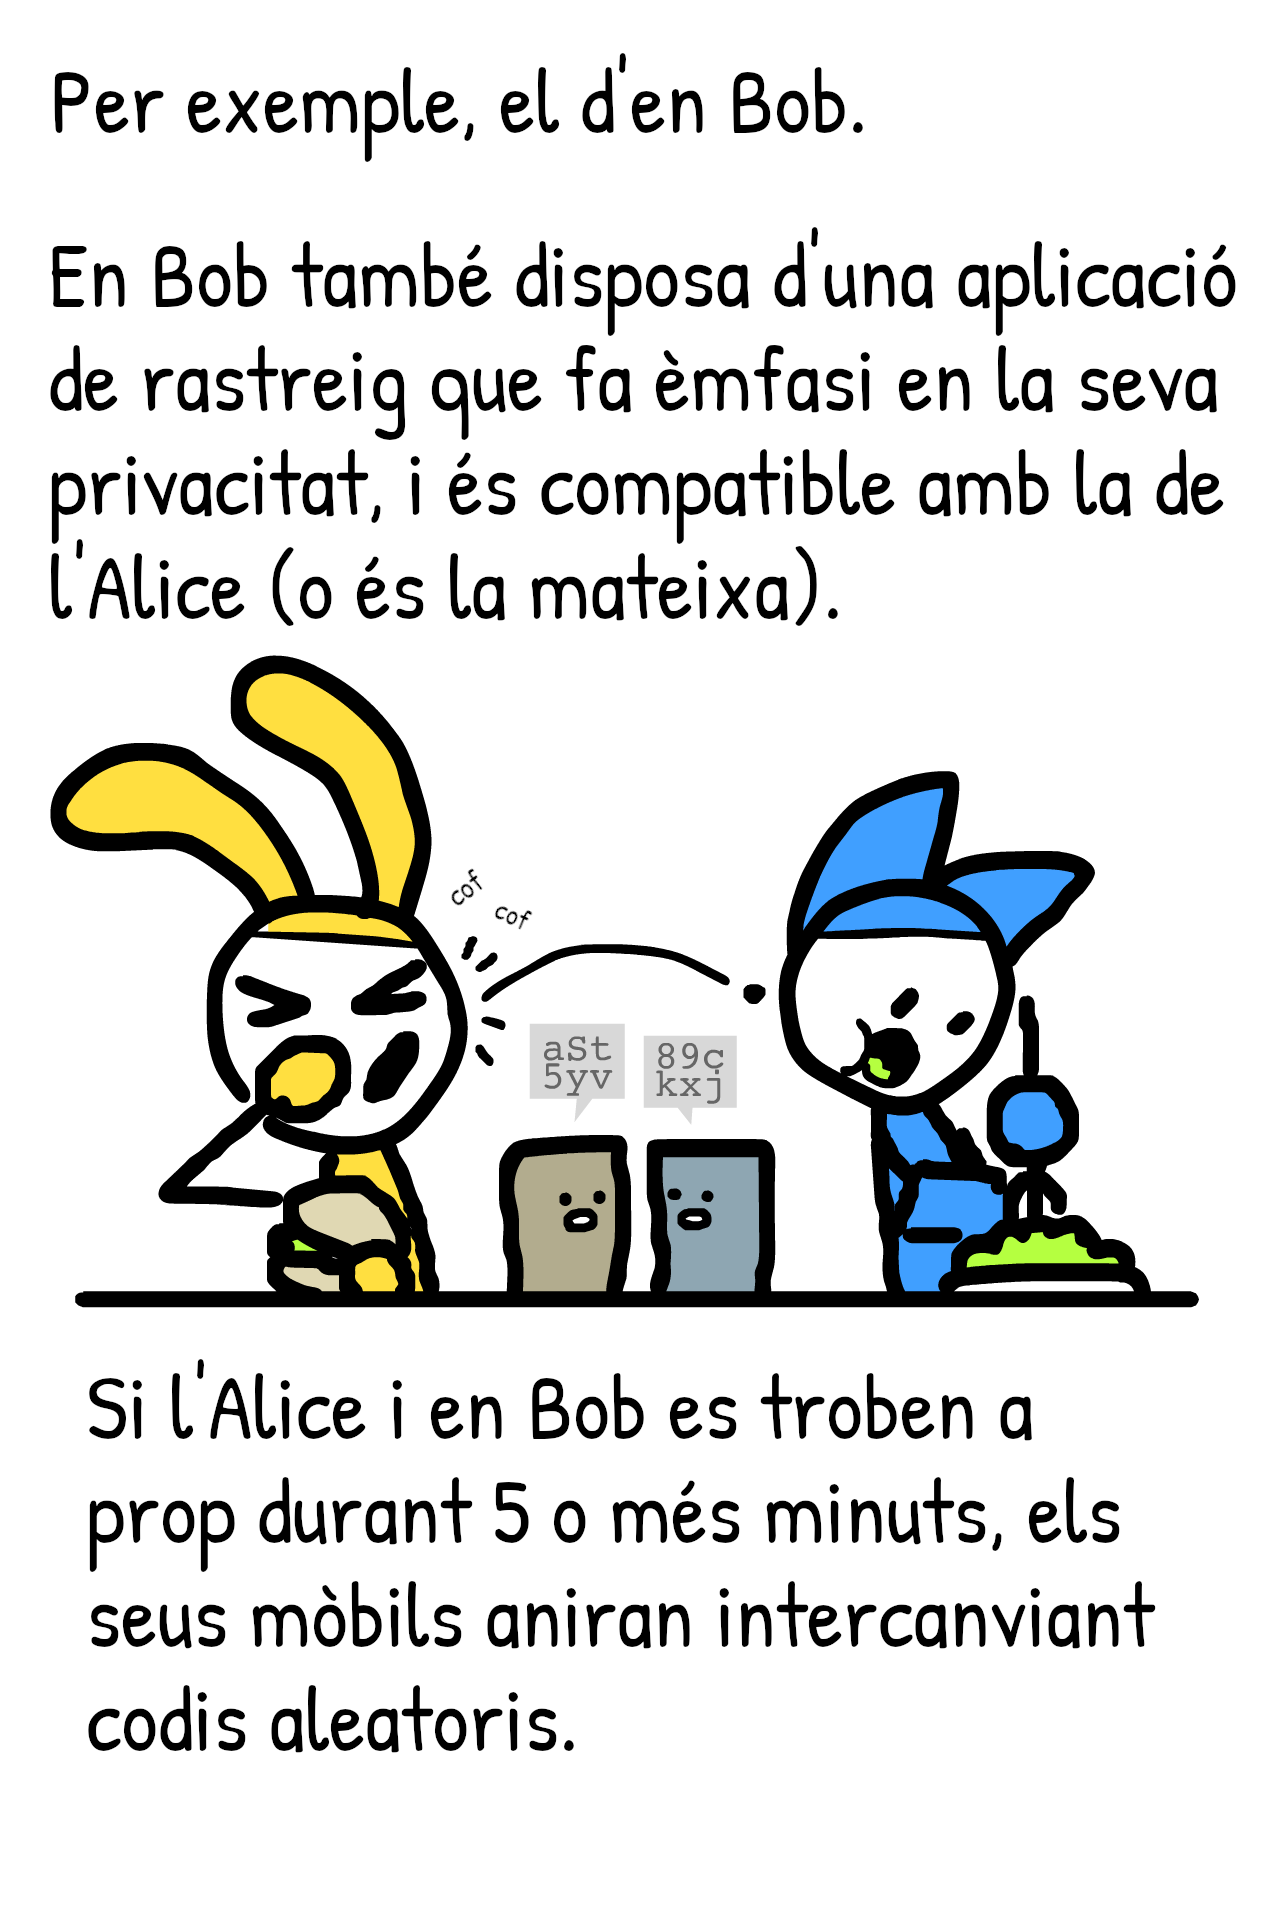 Per exemple, el d'en Bob.
En Bob també disposa d'una aplicació
de rastreig que fa èmfasi en la seva
privacitat, i és compatible amb la de
l'Alice (o és la mateixa).
cof
cof
aSt
5yv
89c
kxj
Si l'Alice i en Bob es troben a
prop durant 5 o més minuts, els
seus mòbils aniran intercanviant
codis aleatoris.